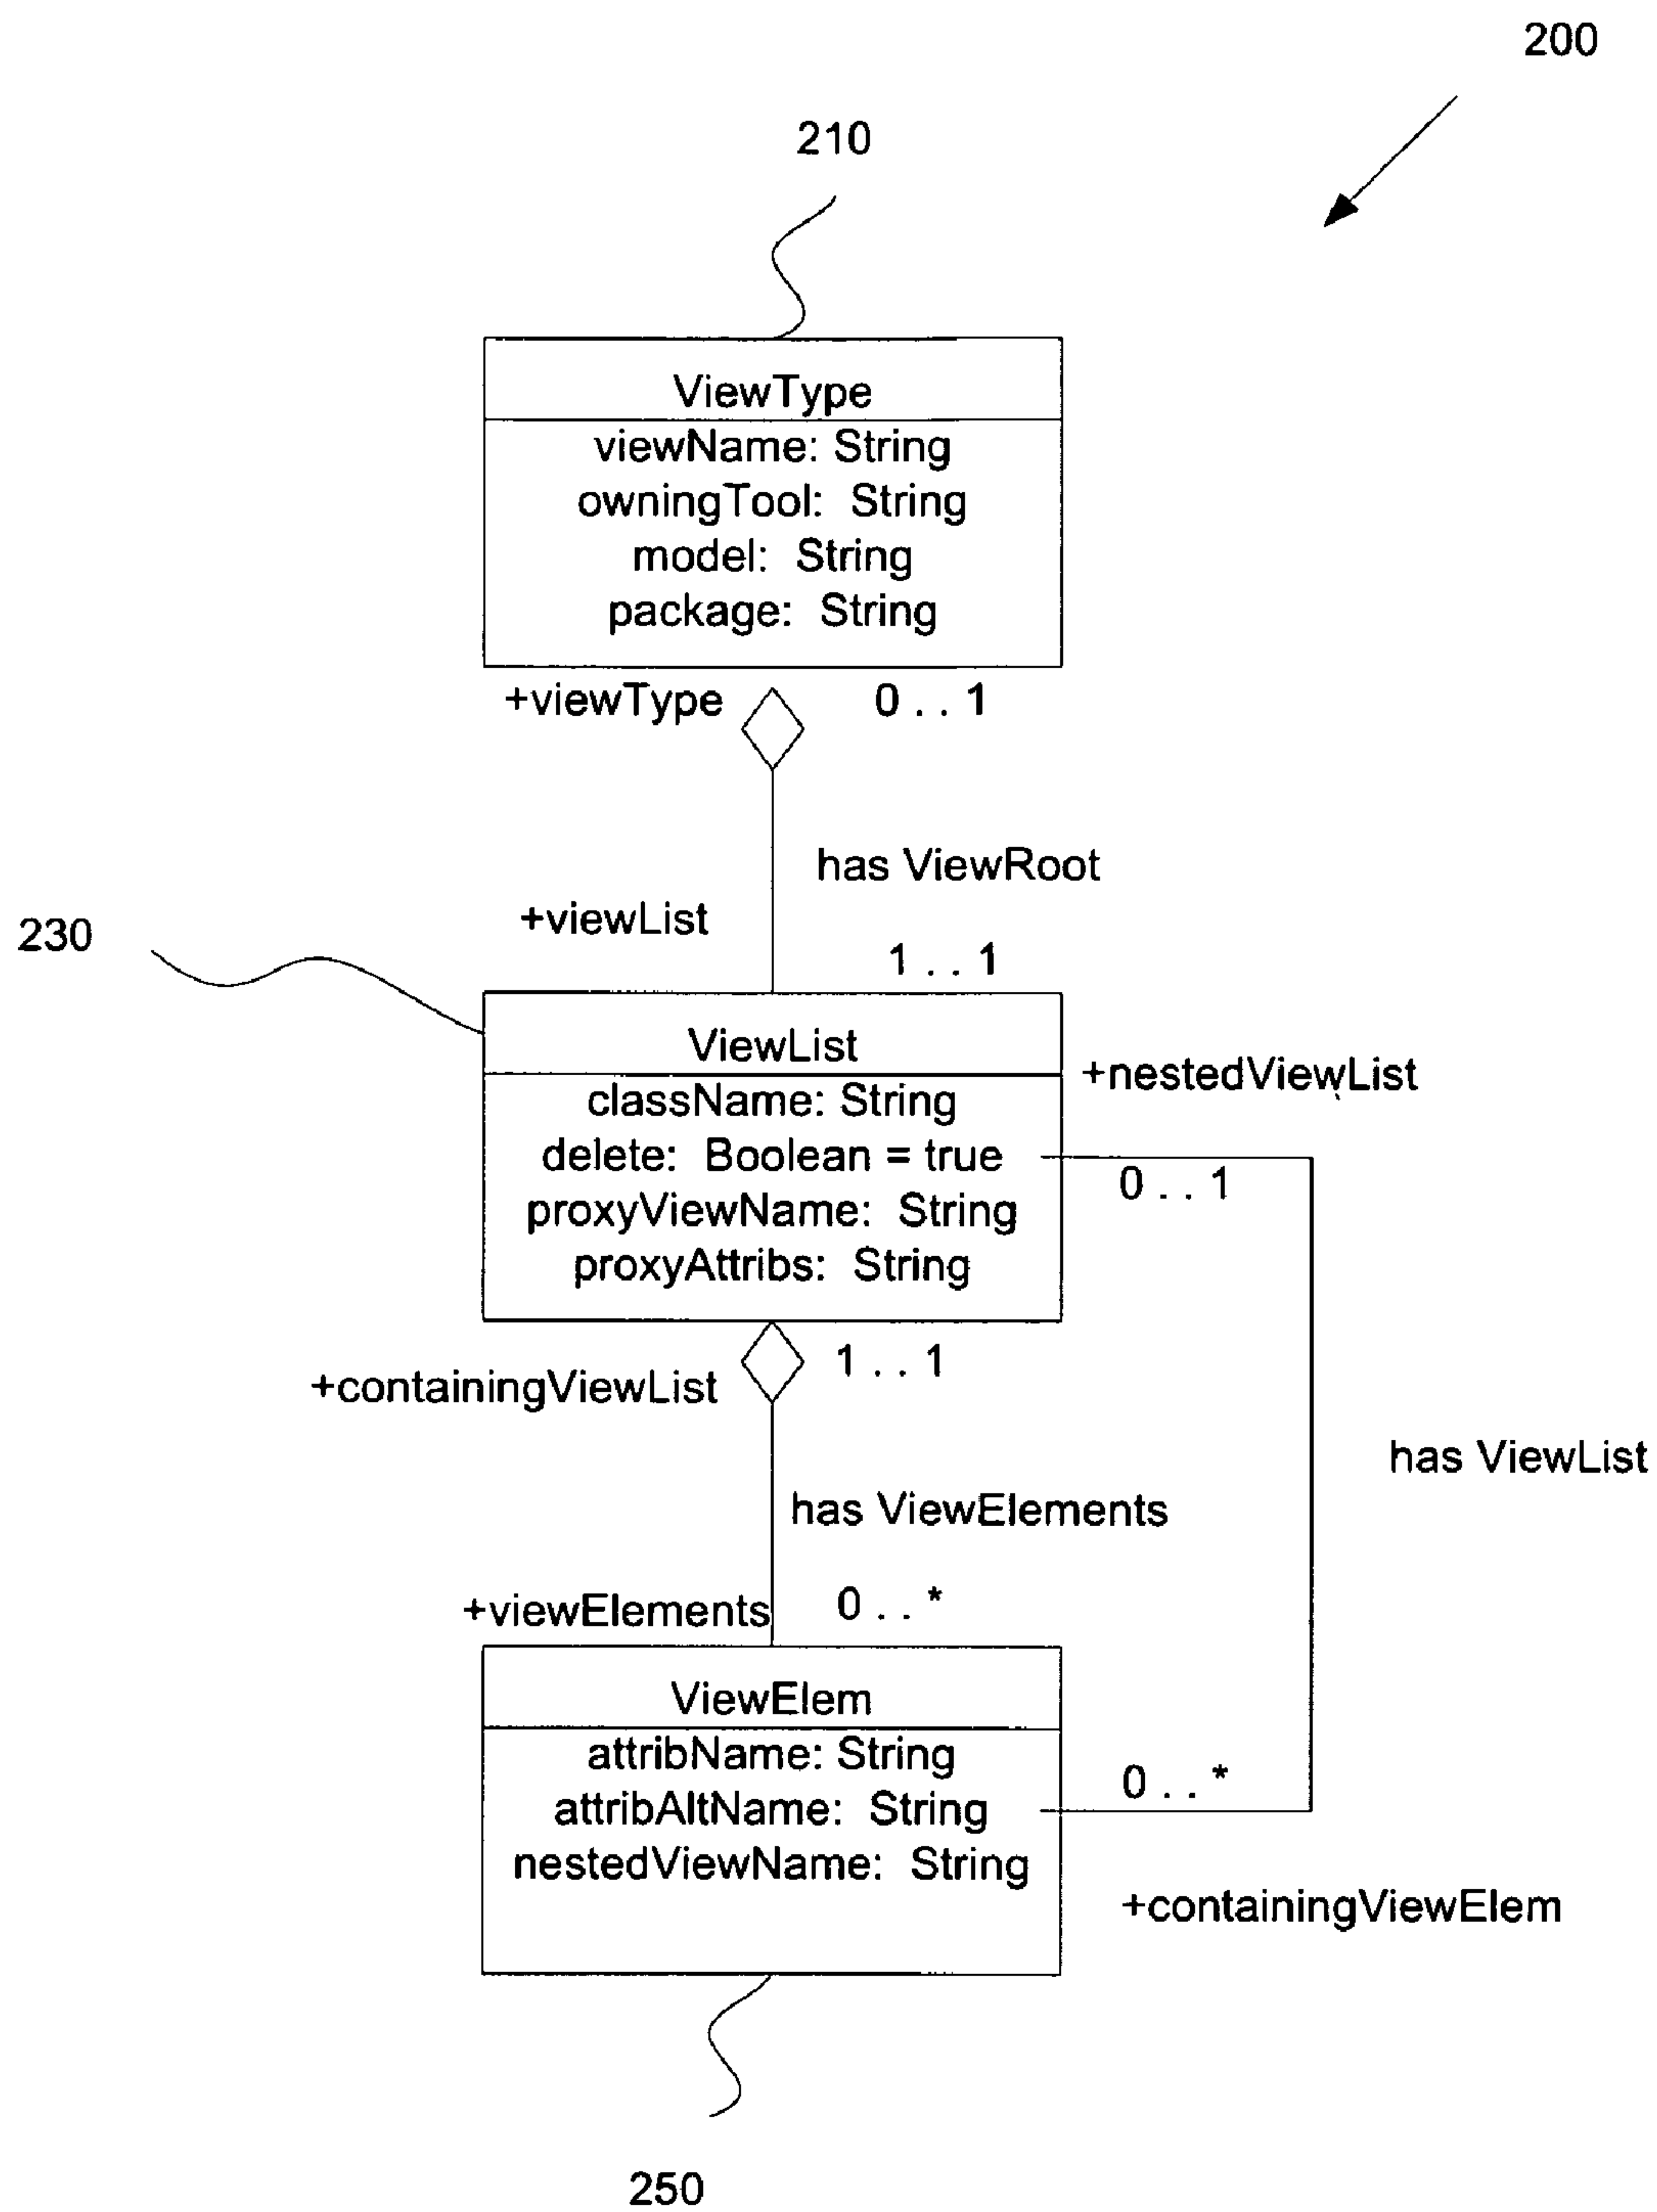 200
210
ViewType
viewName: String
owningTool: String
model: String
package: String
+viewType
0 . . 1
has ViewRoot
+viewList
230
1 . . 1
ViewList
+nestedViewList
className: String
delete: Boolean = true
0 . . 1
proxyViewName: String
proxyAttribs: String
1 . . 1
+containingViewList
has ViewList
has ViewElements
0 . . *
+viewElements
ViewElem
attribName: String
0 . . *
attribAltName: String
nestedViewName: String
+containingViewElem
250